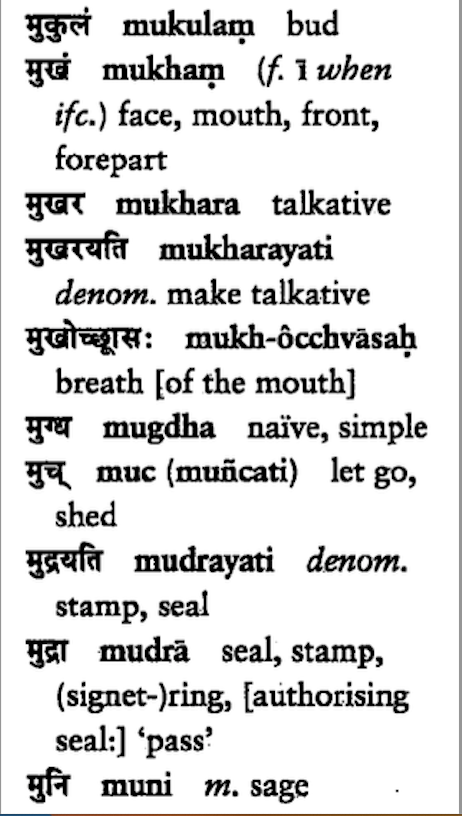 मुकुलं mukulaṃ bud
मुखं mukhaṃ (f. ī when
ifc.) face, mouth, front,
forepart
मुखर mukhara talkative
मुखरयति mukharayati
denom. make talkative
मुखोच्छ्वासः mukh-ôcchvāsaḥ
breath [of the mouth]
मुग्ध mugdha naïve, simple
मुच् muc (muñcati) let go,
shed
मुद्रयति mudrayati denom.
stamp, seal
मुद्रा mudrā seal, stamp,
(signet-)ring, [authorising
seal:] ‘pass’
मुनि muni m. sage